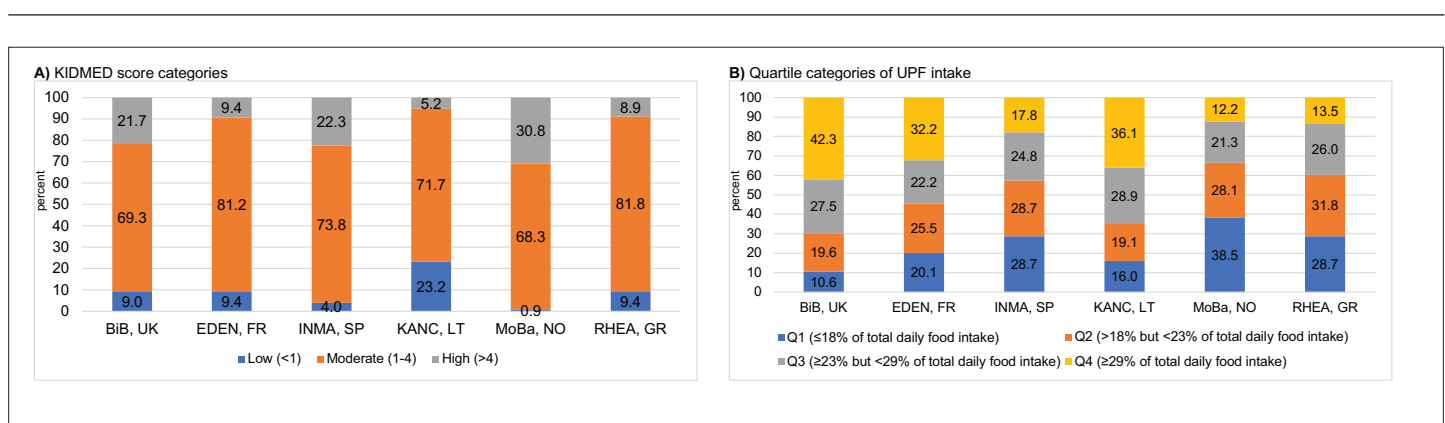 A) KIDMED score categories
percent
100
90
80
70
60
50
40
30
20
10
0
21.7 9.4 22.3 5.2 30.8 8.9
69.3 81.2 73.8 71.7 68.3 81.8
9.0 9.4 4.0 23.2 0.9 9.4
BiB, UK EDEN, FR INMA, SP KANC, LT MoBa, NO RHEA, GR
Low (<1) Moderate (1-4) High (>4)
B) Quartile categories of UPF intake
percent
100
90
80
70
60
50
40
30
20
10
0
42.3 32.2 17.8 36.1 12.2 13.5
27.5 22.2 24.8 28.9 21.3 26.0
19.6 25.5 28.7 19.1 28.1 31.8
10.6 20.1 28.7 16.0 38.5 28.7
BiB, UK EDEN, FR INMA, SP KANC, LT MoBa, NO RHEA, GR
Q1 (≤18% of total daily food intake) Q2 (>18% but <23% of total daily food intake)
Q3 (≥23% but <29% of total daily food intake) Q4 (≥29% of total daily food intake)